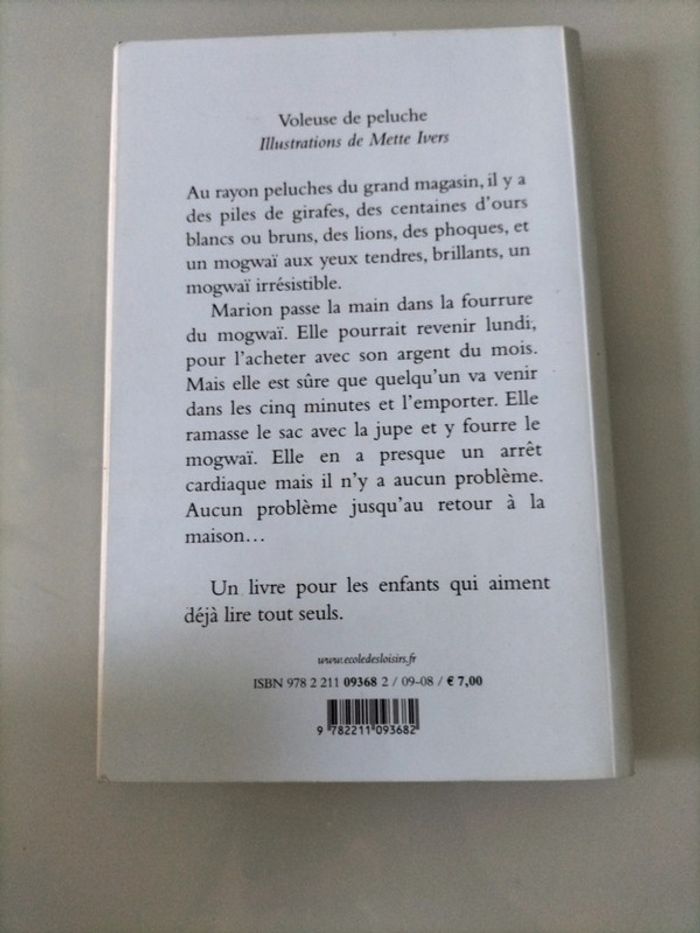 Voleuse de peluche
Illustrations de Mette Ivers
Au rayon peluches du grand magasin, il y a
des piles de girafes, des centaines d'ours
blancs ou bruns, des lions, des phoques, et
un mogwaï aux yeux tendres, brillants, un
mogwaï irrésistible.
Marion passe la main dans la fourrure
du mogwaï. Elle pourrait revenir lundi,
pour l'acheter avec son argent du mois.
Mais elle est sûre que quelqu'un va venir
dans les cinq minutes et l'emporter. Elle
ramasse le sac avec la jupe et y fourre le
mogwaï. Elle en a presque un arrêt
cardiaque mais il n'y a aucun problème.
Aucun problème jusqu'au retour à la
maison...
Un livre pour les enfants qui aiment
déjà lire tout seuls.
www.ecoledesloisirs.fr
ISBN 978 2 211 09368 2 / 09-08 / € 7,00
9 782211 093682